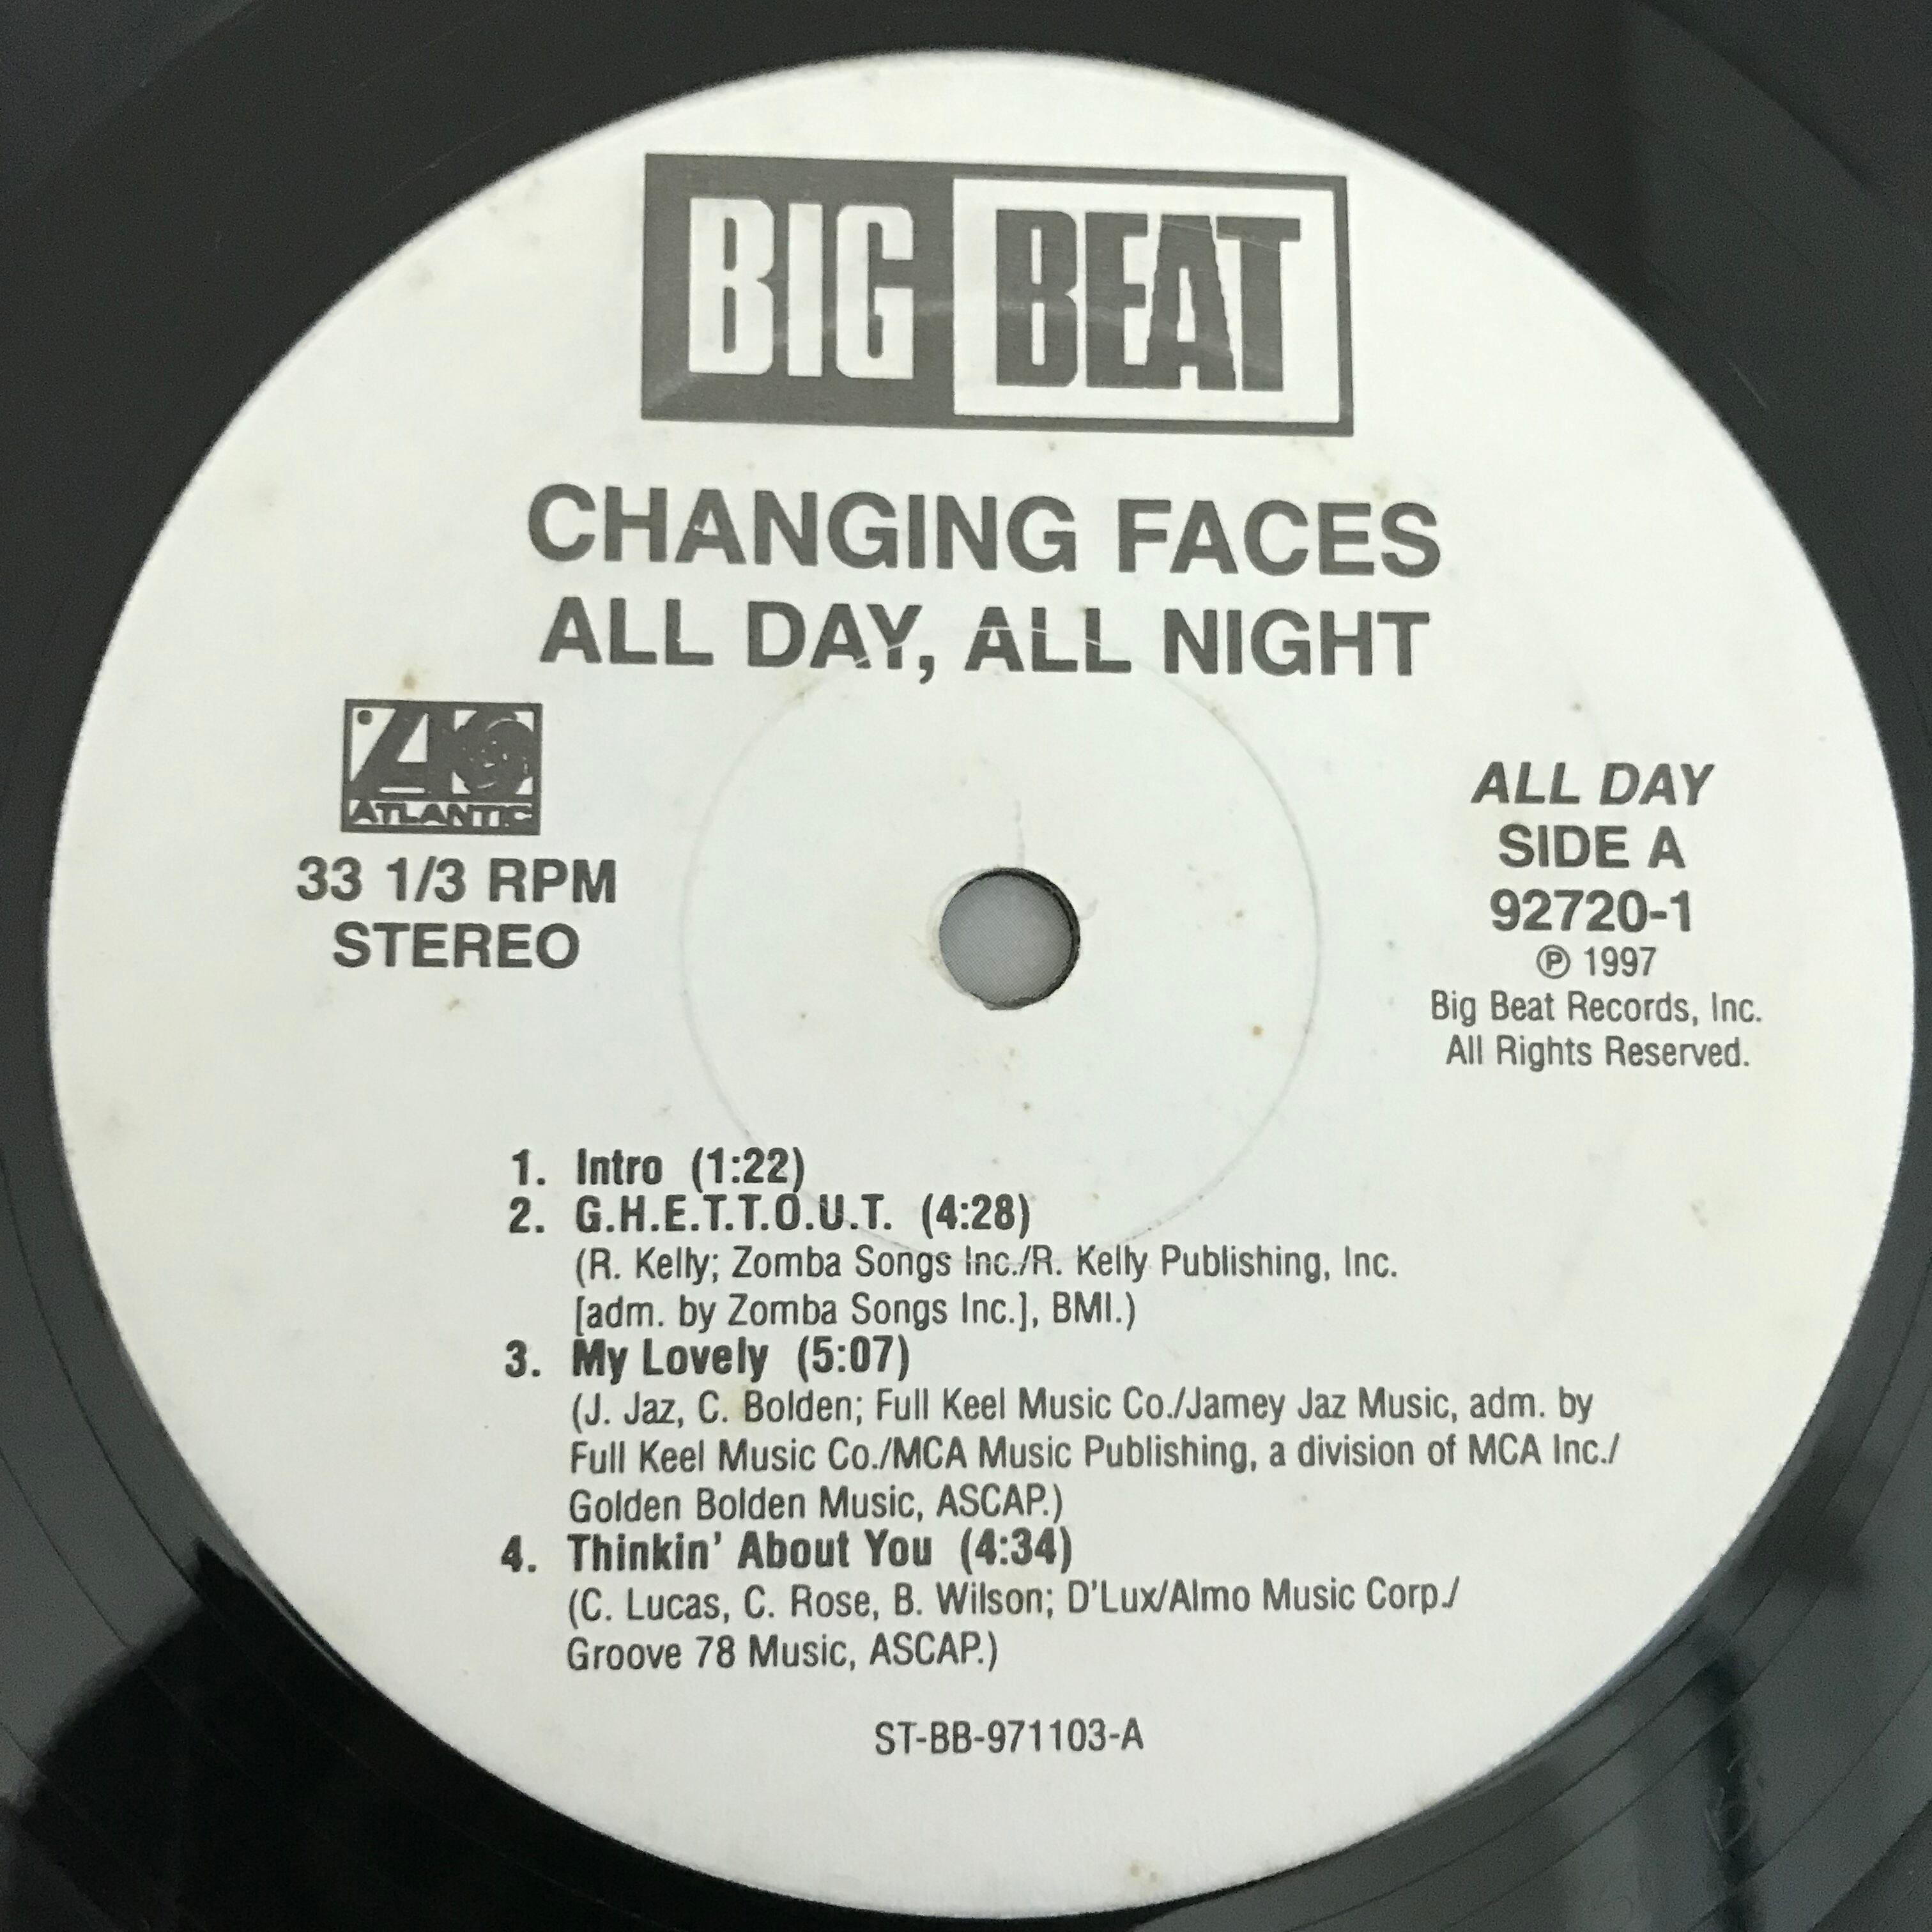 BIG BEAT
CHANGING FACES
ALL DAY, ALL NIGHT
ATLANTIC
33 1/3 RPM
STEREO
ALL DAY
SIDE A
92720-1
℗ 1997
Big Beat Records, Inc.
All Rights Reserved.
1. Intro (1:22)
2. G.H.E.T.T.O.U.T. (4:28)
(R. Kelly; Zomba Songs Inc./R. Kelly Publishing, Inc.
[adm. by Zomba Songs Inc.], BMI.)
3. My Lovely (5:07)
(J. Jaz, C. Bolden; Full Keel Music Co./Jamey Jaz Music, adm. by
Full Keel Music Co./MCA Music Publishing, a division of MCA Inc./
Golden Bolden Music, ASCAP.)
4. Thinkin' About You (4:34)
(C. Lucas, C. Rose, B. Wilson; D'Lux/Almo Music Corp./
Groove 78 Music, ASCAP.)
ST-BB-971103-A